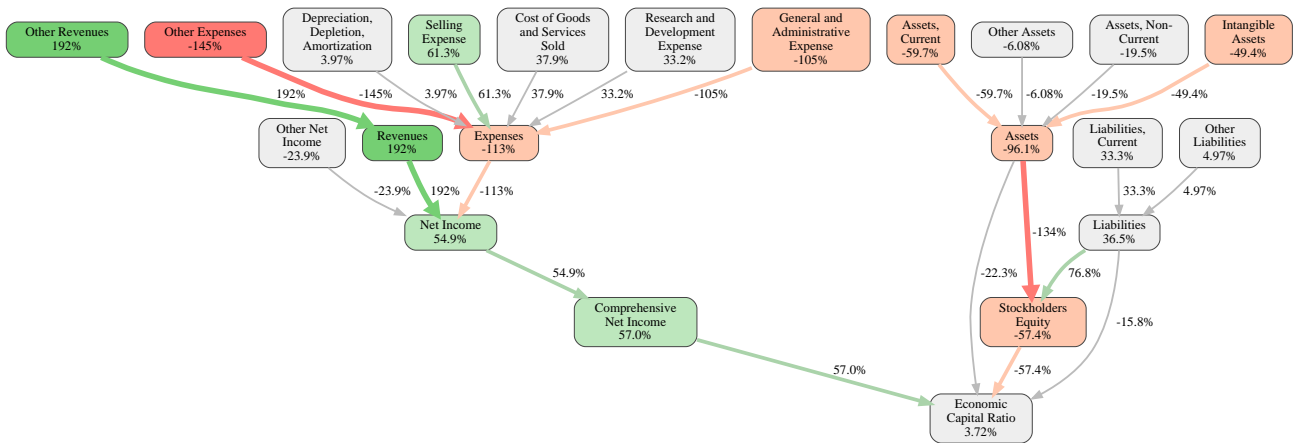 Other Revenues
192%
Other Expenses
-145%
Depreciation,
Depletion,
Amortization
3.97%
Selling
Expense
61.3%
Cost of Goods
and Services
Sold
37.9%
Research and
Development
Expense
33.2%
General and
Administrative
Expense
-105%
Assets,
Current
-59.7%
Other Assets
-6.08%
Assets, Non-
Current
-19.5%
Intangible
Assets
-49.4%
192%
-145%
3.97%
61.3%
37.9%
33.2%
-105%
-59.7%
-6.08%
-19.5%
-49.4%
Other Net
Income
-23.9%
Revenues
192%
Expenses
-113%
Assets
-96.1%
Liabilities,
Current
33.3%
Other
Liabilities
4.97%
-23.9%
192%
-113%
33.3%
4.97%
Net Income
54.9%
-134%
Liabilities
36.5%
54.9%
-22.3%
76.8%
Comprehensive
Net Income
57.0%
Stockholders
Equity
-57.4%
-15.8%
57.0%
-57.4%
Economic
Capital Ratio
3.72%